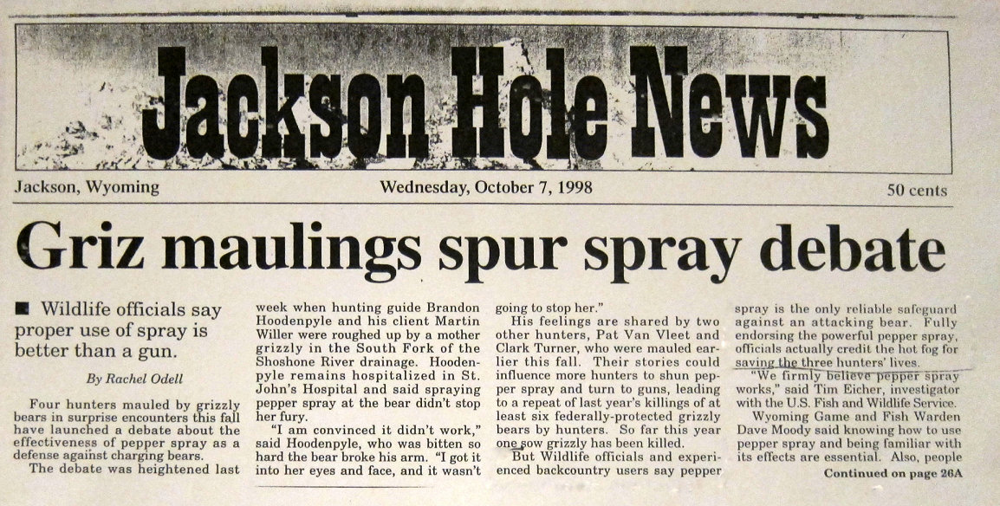 Jackson Hole News
Jackson, Wyoming
Wednesday, October 7, 1998
50 cents
Griz maulings spur spray debate
■ Wildlife officials say
proper use of spray is
better than a gun.
By Rachel Odell
Four hunters mauled by grizzly
bears in surprise encounters this fall
have launched a debate about the
effectiveness of pepper spray as a
defense against charging bears.
The debate was heightened last
week when hunting guide Brandon
Hoodenpyle and his client Martin
Willer were roughed up by a mother
grizzly in the South Fork of the
Shoshone River drainage. Hooden-
pyle remains hospitalized in St.
John's Hospital and said spraying
pepper spray at the bear didn't stop
her fury.
"I am convinced it didn't work,"
said Hoodenpyle, who was bitten so
hard the bear broke his arm. "I got it
into her eyes and face, and it wasn't
going to stop her."
His feelings are shared by two
other hunters, Pat Van Vleet and
Clark Turner, who were mauled ear-
lier this fall. Their stories could
influence more hunters to shun pep-
per spray and turn to guns, leading
to a repeat of last year's killings of at
least six federally-protected grizzly
bears by hunters. So far this year
one sow grizzly has been killed.
But Wildlife officials and experi-
enced backcountry users say pepper
spray is the only reliable safeguard
against an attacking bear. Fully
endorsing the powerful pepper spray,
officials actually credit the hot fog for
saving the three hunters' lives.
"We firmly believe pepper spray
works," said Tim Eicher, investigator
with the U.S. Fish and Wildlife Service.
Wyoming Game and Fish Warden
Dave Moody said knowing how to use
pepper spray and being familiar with
its effects are essential. Also, people
Continued on page 26A